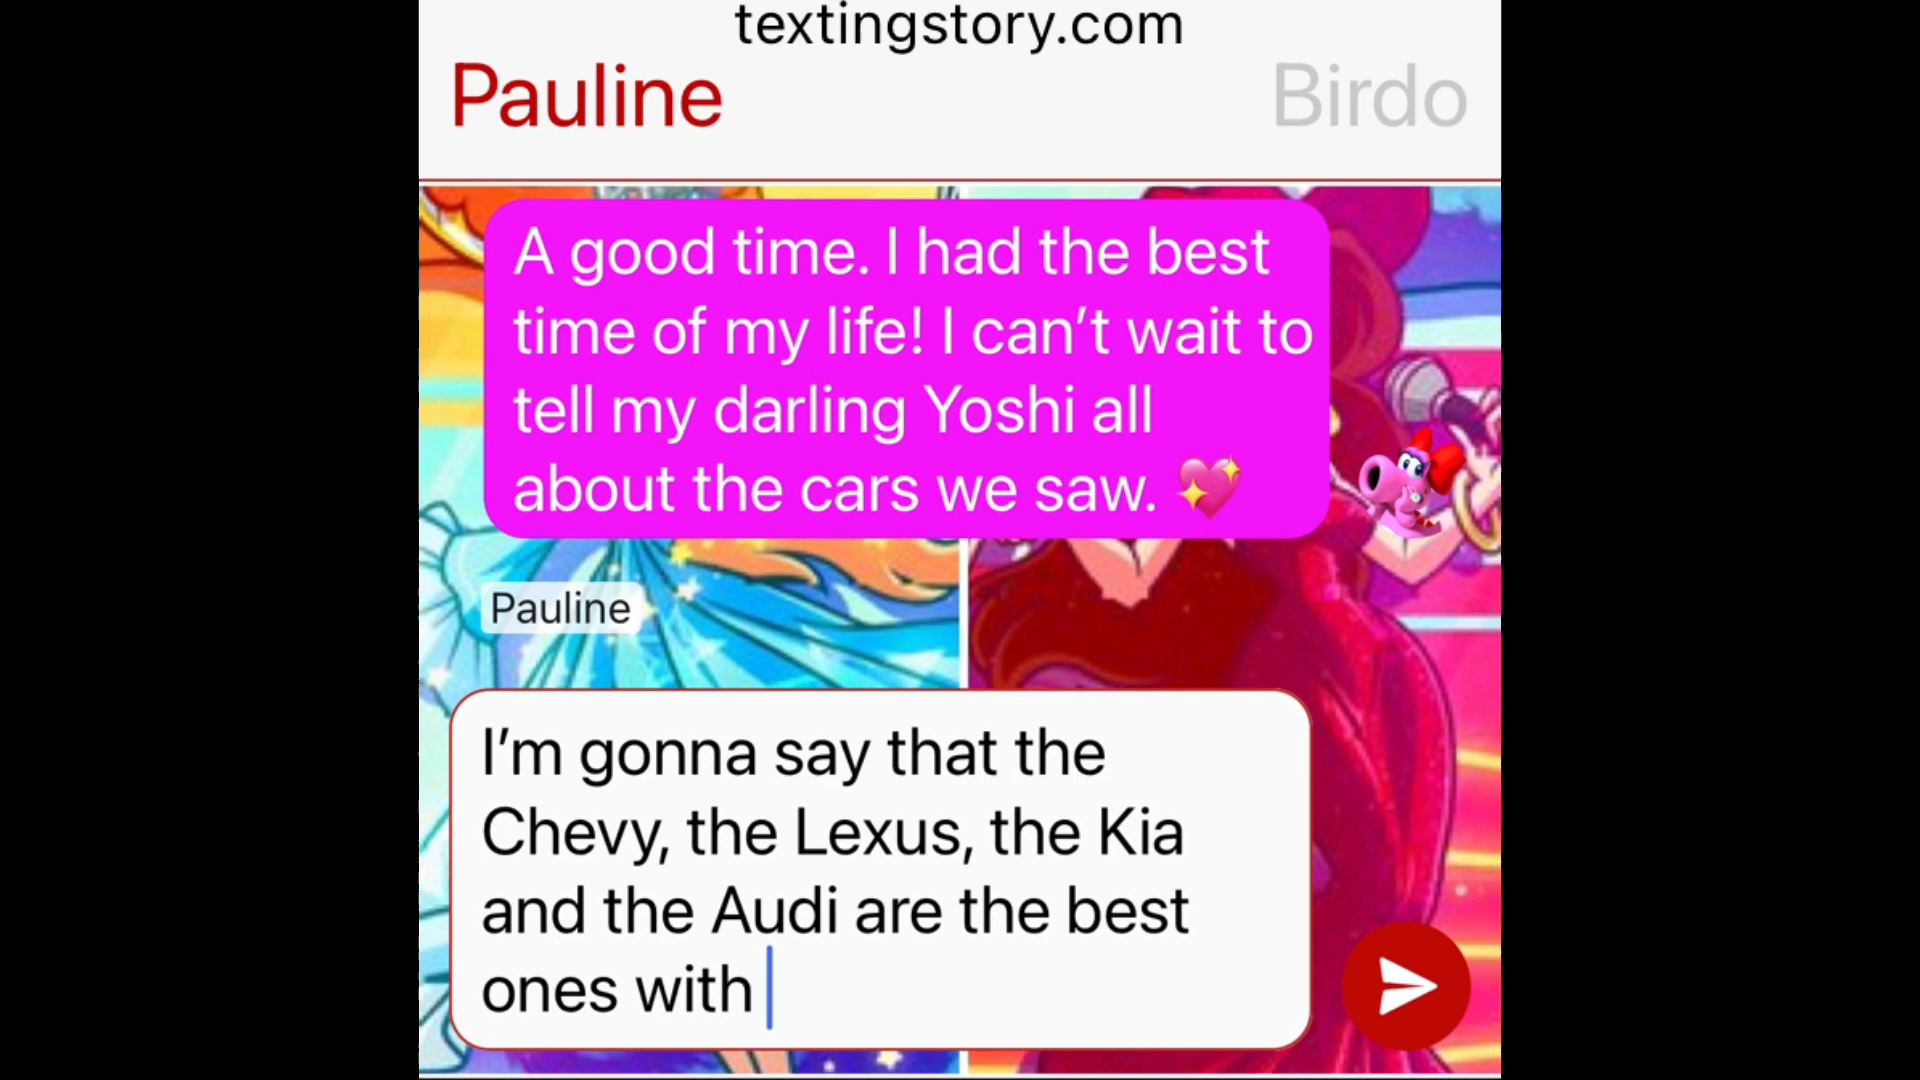 textingstory.com
Pauline
Birdo
A good time. I had the best
time of my life! I can’t wait to
tell my darling Yoshi all
about the cars we saw. 💖
Pauline
I’m gonna say that the
Chevy, the Lexus, the Kia
and the Audi are the best
ones with